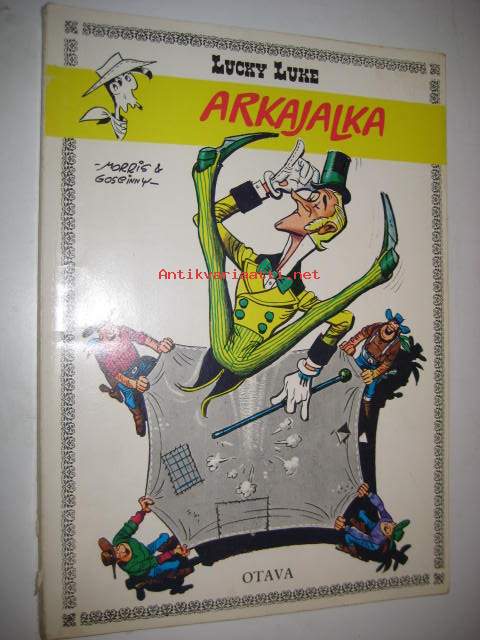 LUCKY LUKE
ARKAJALKA
-MORRIS &
GOSCINNY-
Antikvariaatti.net
OTAVA